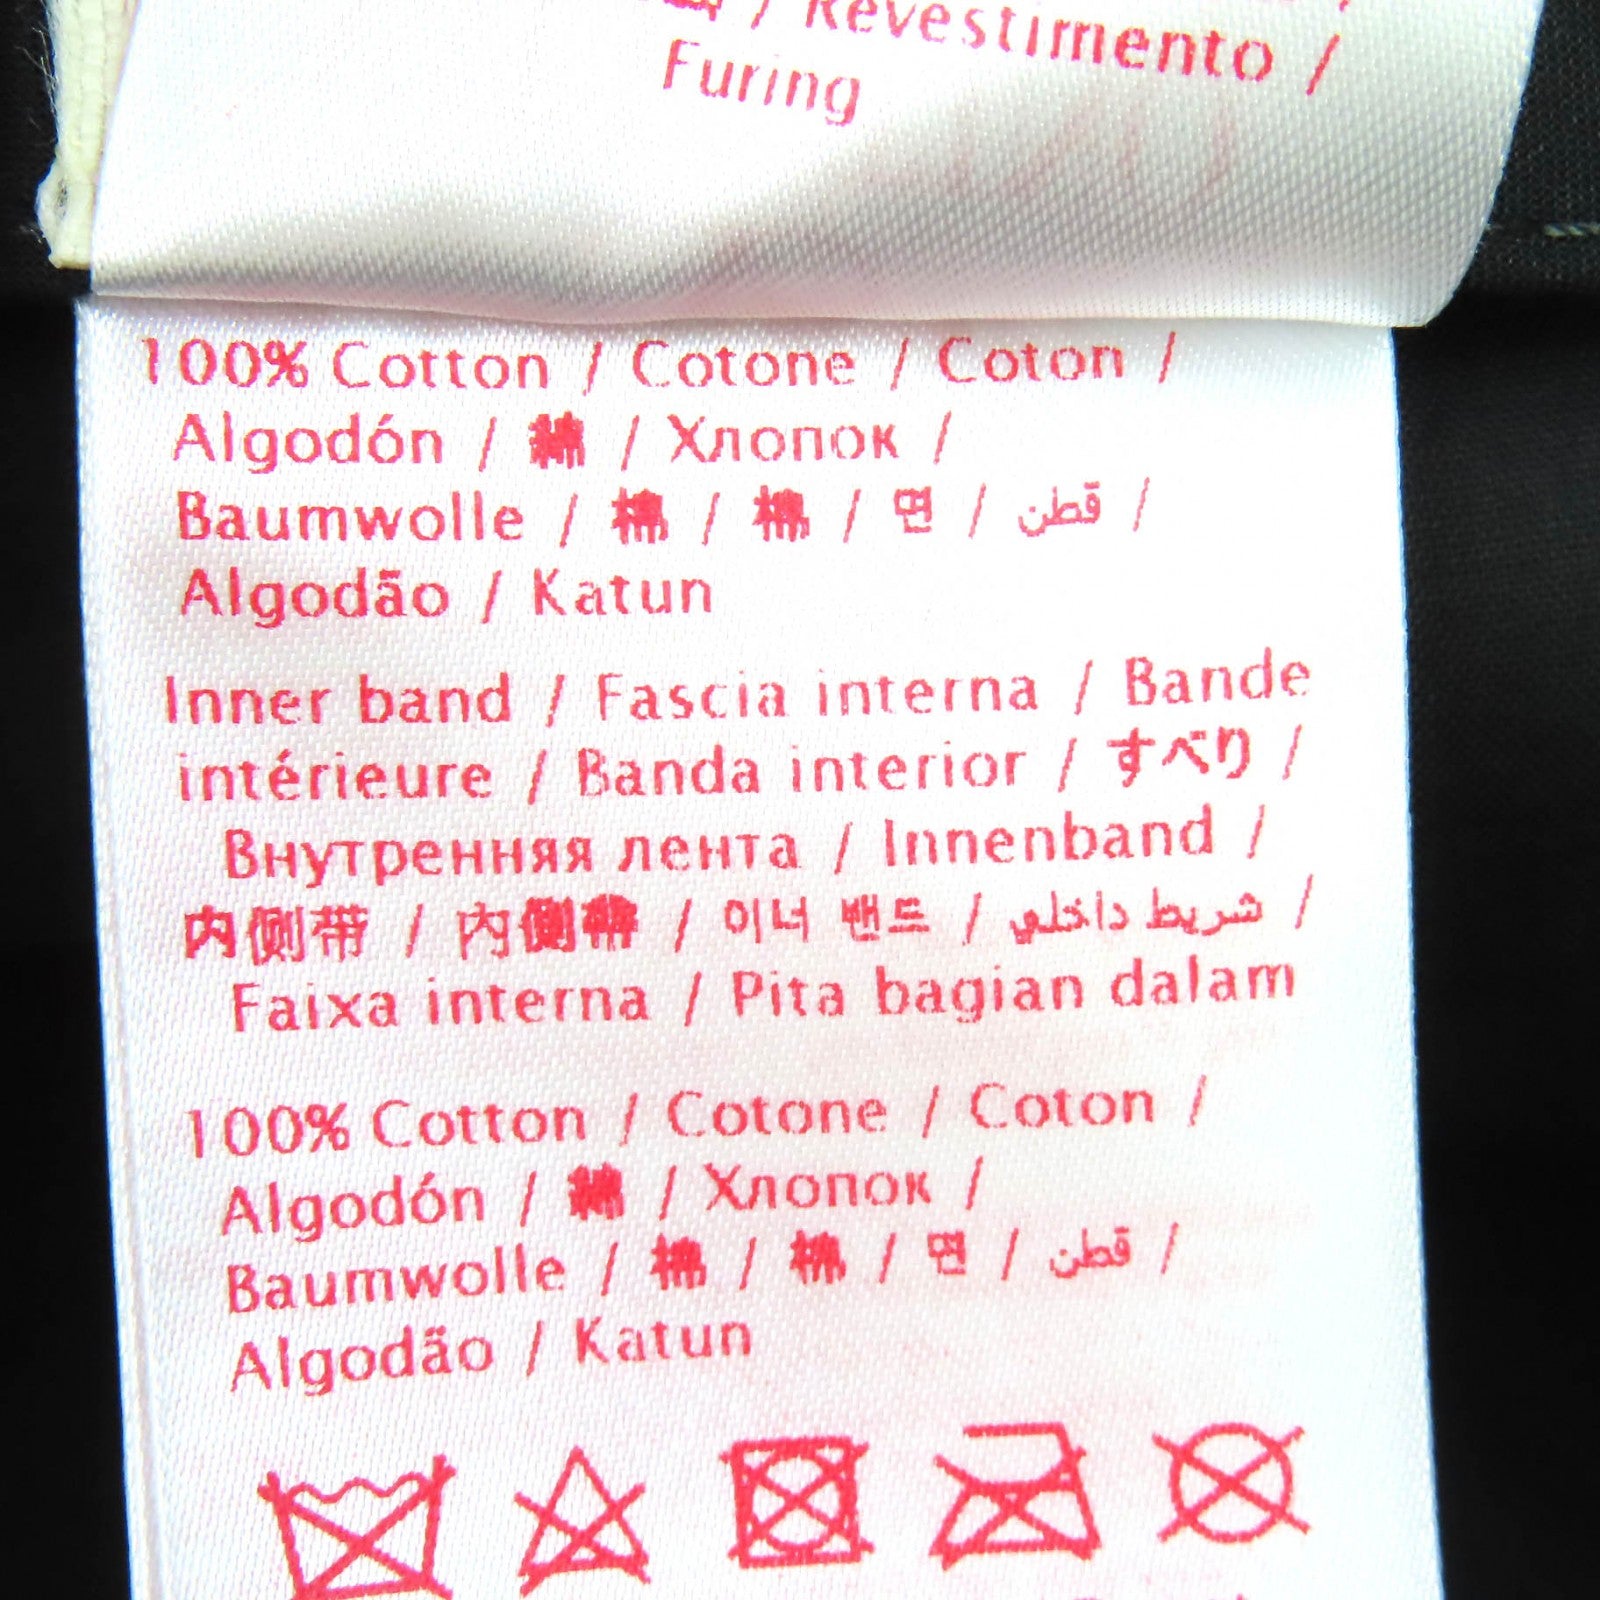 / Revestimento /
Furing
100% Cotton / Cotone / Coton /
Algodón / 綿 / Хлопок /
Baumwolle / 棉 / 棉 / 면 / قطن /
Algodão / Katun
Inner band / Fascia interna / Bande
intérieure / Banda interior / すべり /
Внутренняя лента / Innenband /
内侧带 / 內側帶 / 이너 밴드 / شريط داخلي /
Faixa interna / Pita bagian dalam
100% Cotton / Cotone / Coton /
Algodón / 綿 / Хлопок /
Baumwolle / 棉 / 棉 / 면 / قطن /
Algodão / Katun